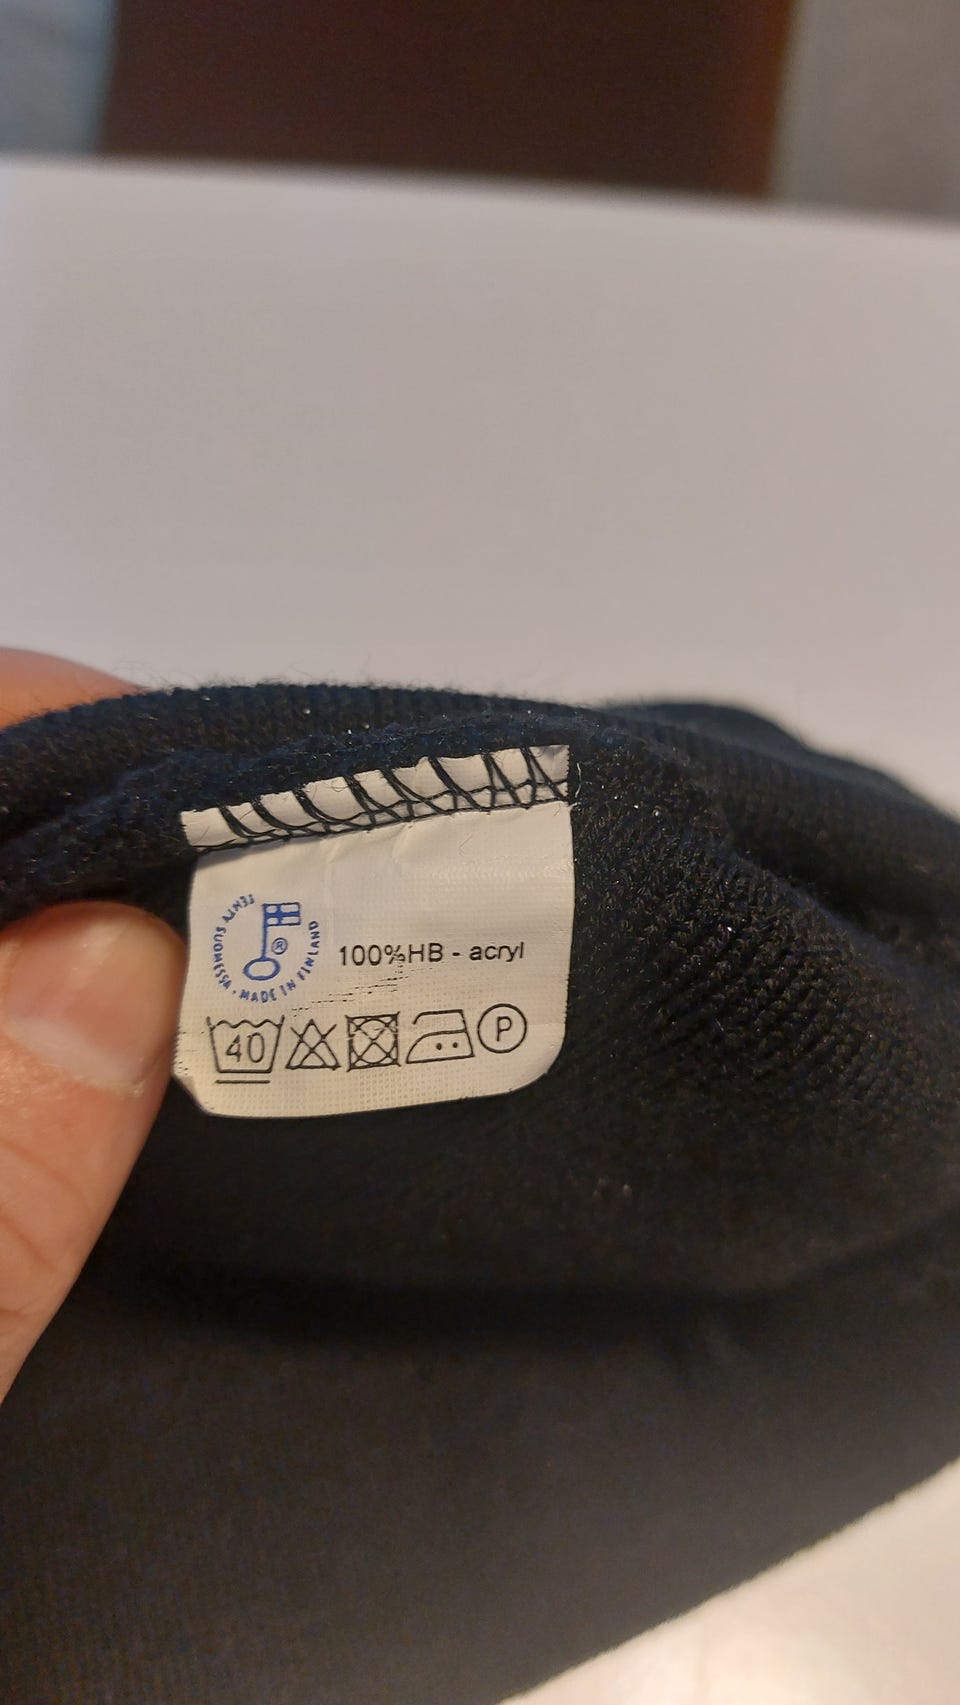 TEHTY SUOMESSA · MADE IN FINLAND
®
100%HB - acryl
40
P